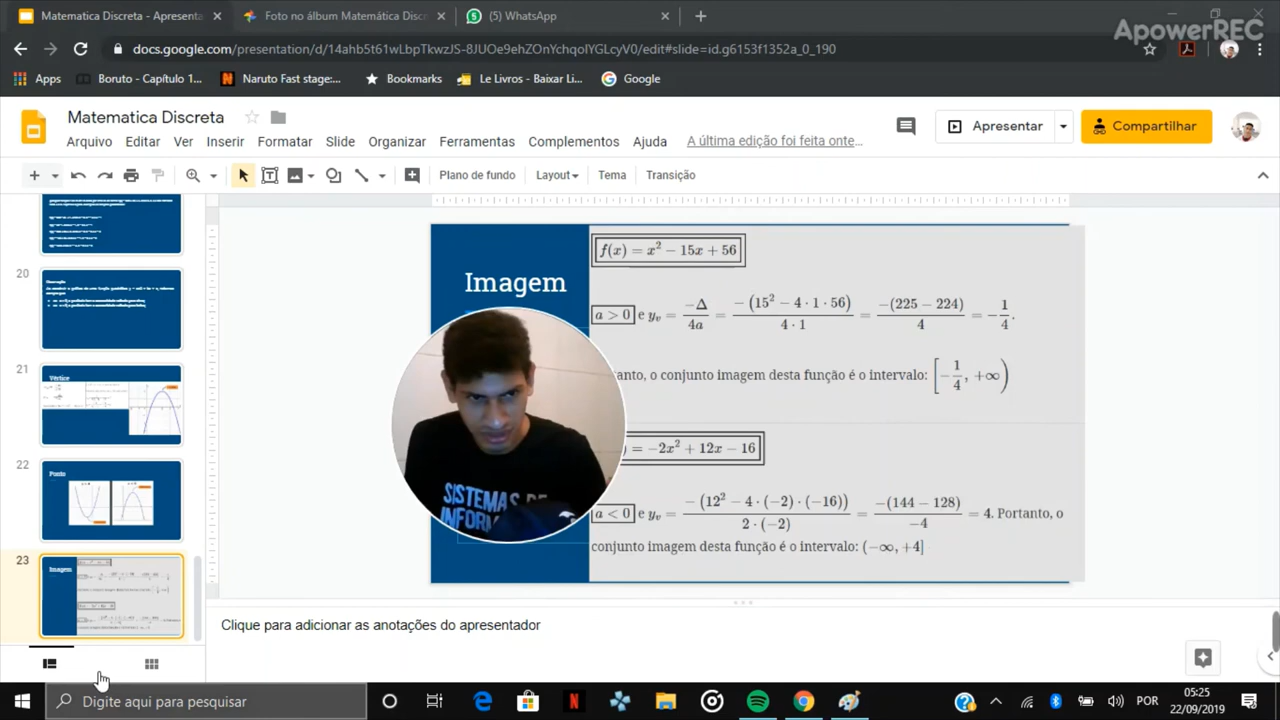 Matematica Discreta - Apresenta
Foto no álbum Matemática Discre
(5) WhatsApp
ApowerREC
docs.google.com/presentation/d/14ahb5t61wLbpTkwzJS-8JUOe9ehZOnYchqolYGLcyV0/edit#slide=id.g6153f1352a_0_190
Apps
Boruto - Capítulo 1...
Naruto Fast stage:...
Bookmarks
Le Livros - Baixar Li...
Google
Matematica Discreta
Arquivo Editar Ver Inserir Formatar Slide Organizar Ferramentas Complementos Ajuda A última edição foi feita onte...
Apresentar
Compartilhar
Plano de fundo Layout Tema Transição
20
21
Vértice
22
Ponto
23
Imagem
Imagem
f(x) = x² − 15x + 56
a > 0 e yᵥ = −Δ/4a = −(15² − 4 · 1 · 56)/4 · 1 = −(225 − 224)/4 = −1/4.
anto, o conjunto imagem desta função é o intervalo: [−1/4, +∞)
) = −2x² + 12x − 16
a < 0 e yᵥ = −(12² − 4 · (−2) · (−16))/2 · (−2) = −(144 − 128)/−4 = 4. Portanto, o
conjunto imagem desta função é o intervalo: (−∞, +4]
SISTEMAS DE
INFORM
Clique para adicionar as anotações do apresentador
Digite aqui para pesquisar
POR
05:25
22/09/2019